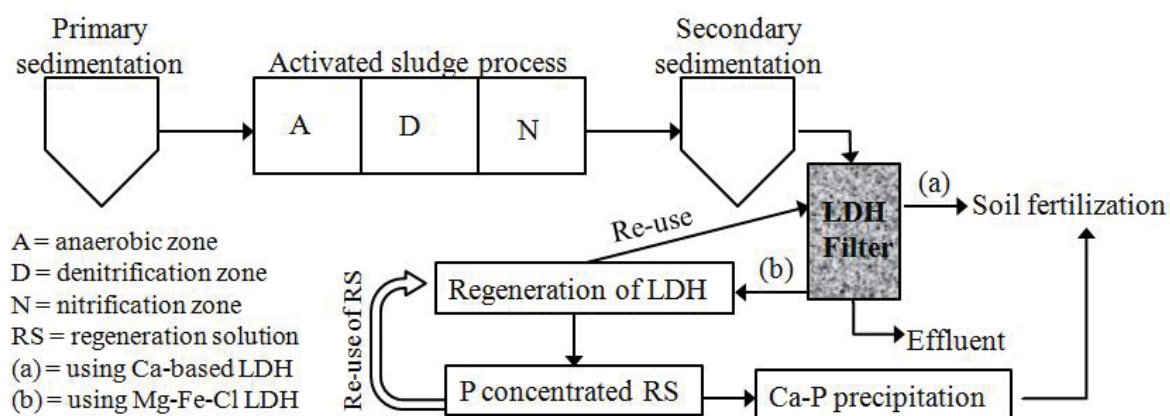 Primary
sedimentation
Activated sludge process
Secondary
sedimentation
A
D
N
(a)
LDH
Filter
Soil fertilization
Re-use
(b)
Regeneration of LDH
Re-use of RS
Effluent
P concentrated RS
Ca-P precipitation
A = anaerobic zone
D = denitrification zone
N = nitrification zone
RS = regeneration solution
(a) = using Ca-based LDH
(b) = using Mg-Fe-Cl LDH